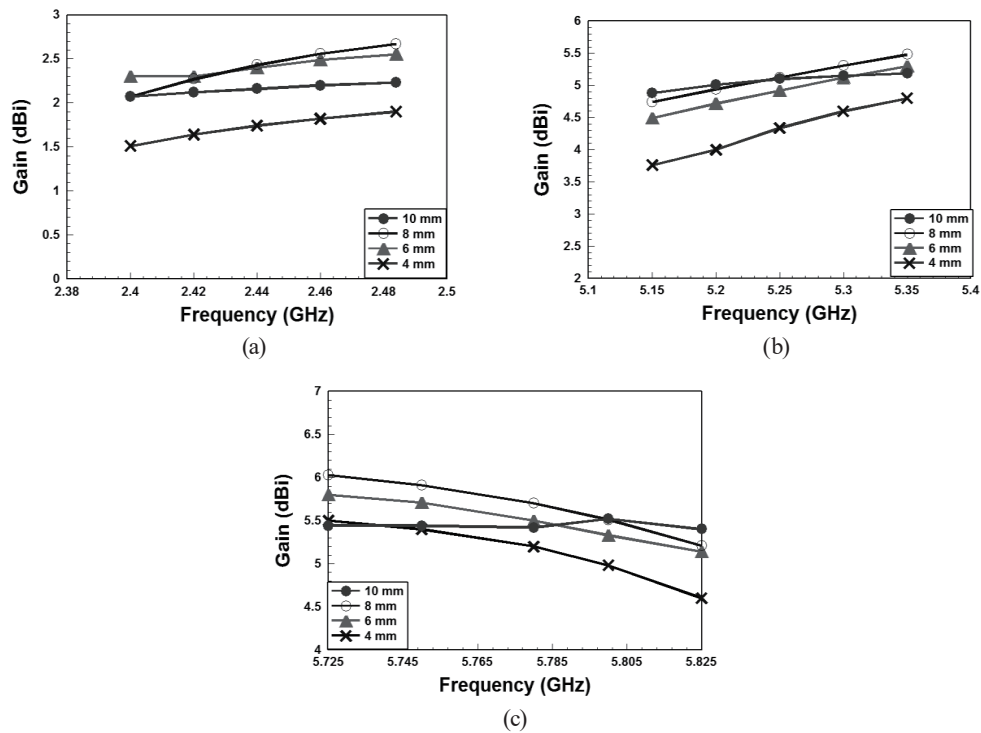 3
2.5
2
1.5
1
0.5
0
Gain (dBi)
2.38 2.4 2.42 2.44 2.46 2.48 2.5
Frequency (GHz)
10 mm
8 mm
6 mm
4 mm
(a)
6
5.5
5
4.5
4
3.5
3
2.5
2
Gain (dBi)
5.1 5.15 5.2 5.25 5.3 5.35 5.4
Frequency (GHz)
10 mm
8 mm
6 mm
4 mm
(b)
7
6.5
6
5.5
5
4.5
4
Gain (dBi)
5.725 5.745 5.765 5.785 5.805 5.825
Frequency (GHz)
10 mm
8 mm
6 mm
4 mm
(c)